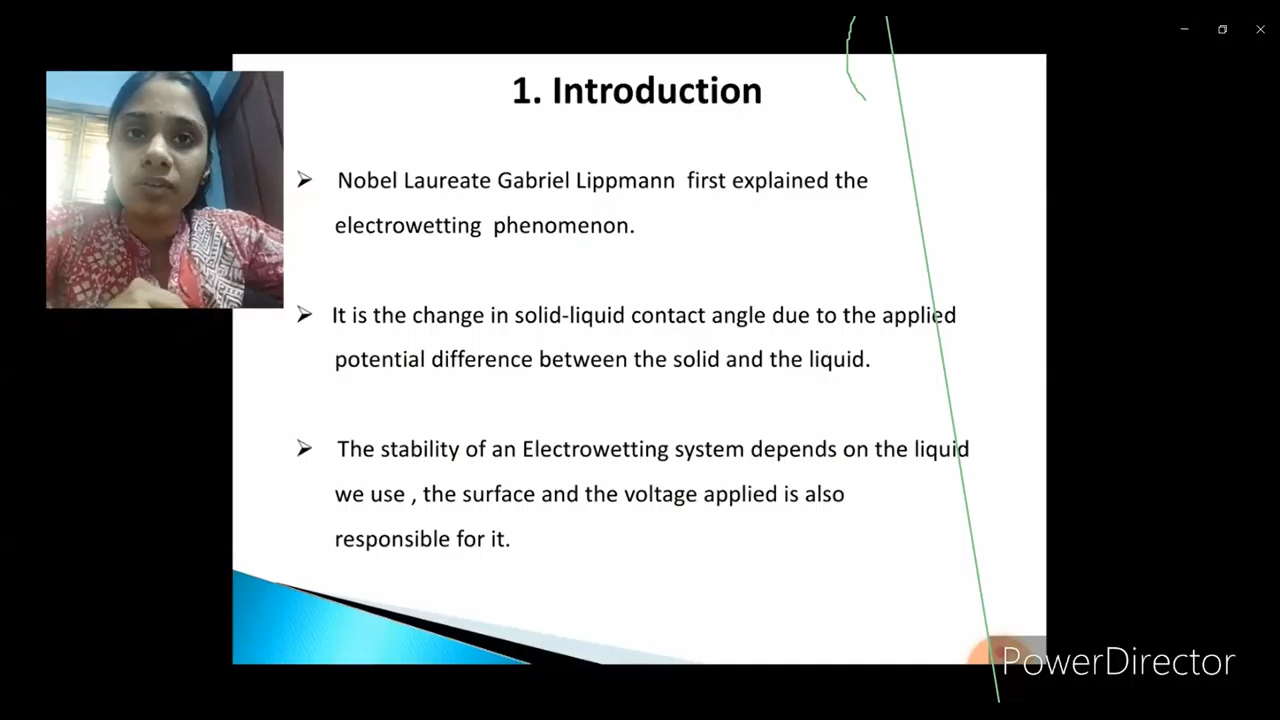 1. Introduction
Nobel Laureate Gabriel Lippmann first explained the
electrowetting phenomenon.
It is the change in solid-liquid contact angle due to the applied
potential difference between the solid and the liquid.
The stability of an Electrowetting system depends on the liquid
we use , the surface and the voltage applied is also
responsible for it.
PowerDirector